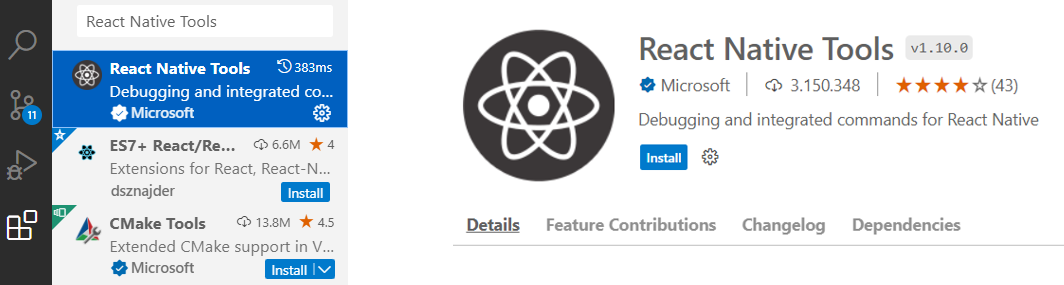 React Native Tools
11
React Native Tools 383ms
Debugging and integrated co...
Microsoft
ES7+ React/Re... 6.6M 4
Extensions for React, React-N...
dsznajder Install
CMake Tools 13.8M 4.5
Extended CMake support in V...
Microsoft Install
React Native Tools v1.10.0
Microsoft 3.150.348 (43)
Debugging and integrated commands for React Native
Install
Details Feature Contributions Changelog Dependencies